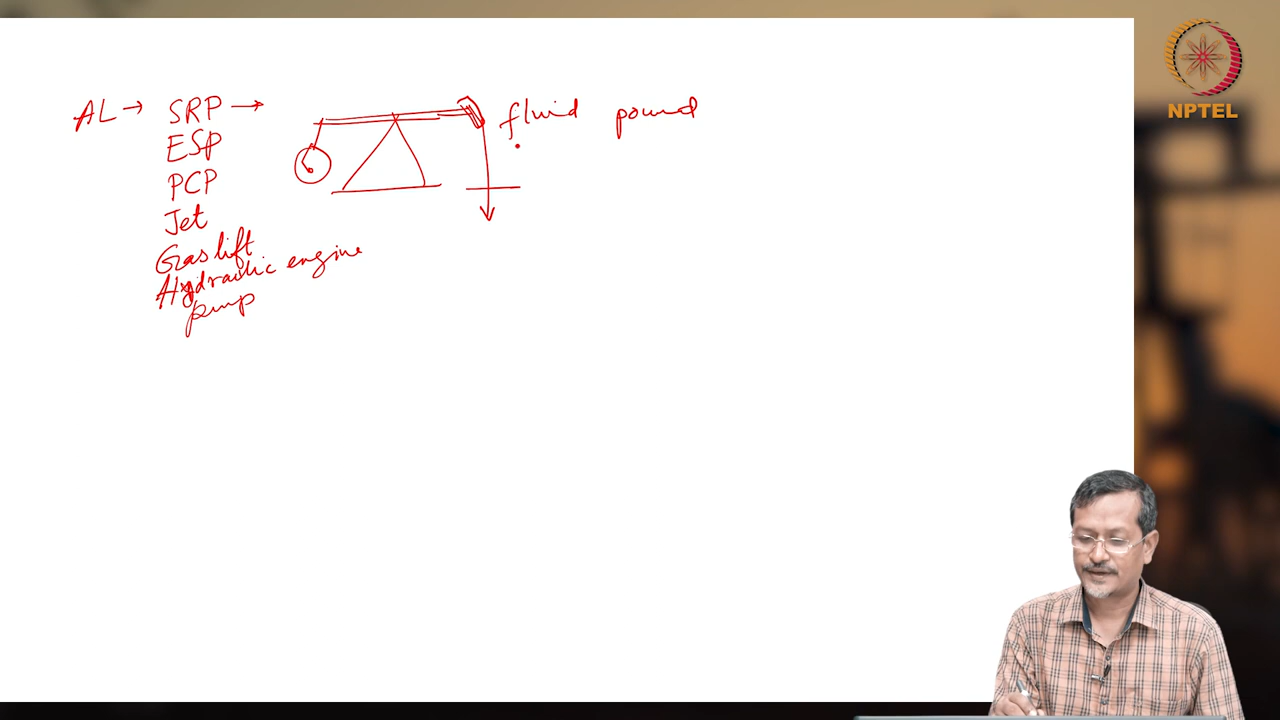 AL → SRP → fluid pound
ESP
PCP
Jet
Gas lift
Hydraulic engine
pump
NPTEL